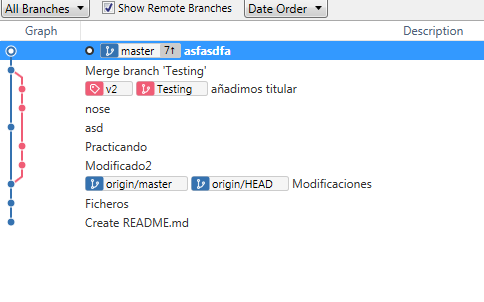 All Branches Show Remote Branches Date Order
Graph Description
master 7↑ asfasdfa
Merge branch 'Testing'
v2 Testing añadimos titular
nose
asd
Practicando
Modificado2
origin/master origin/HEAD Modificaciones
Ficheros
Create README.md